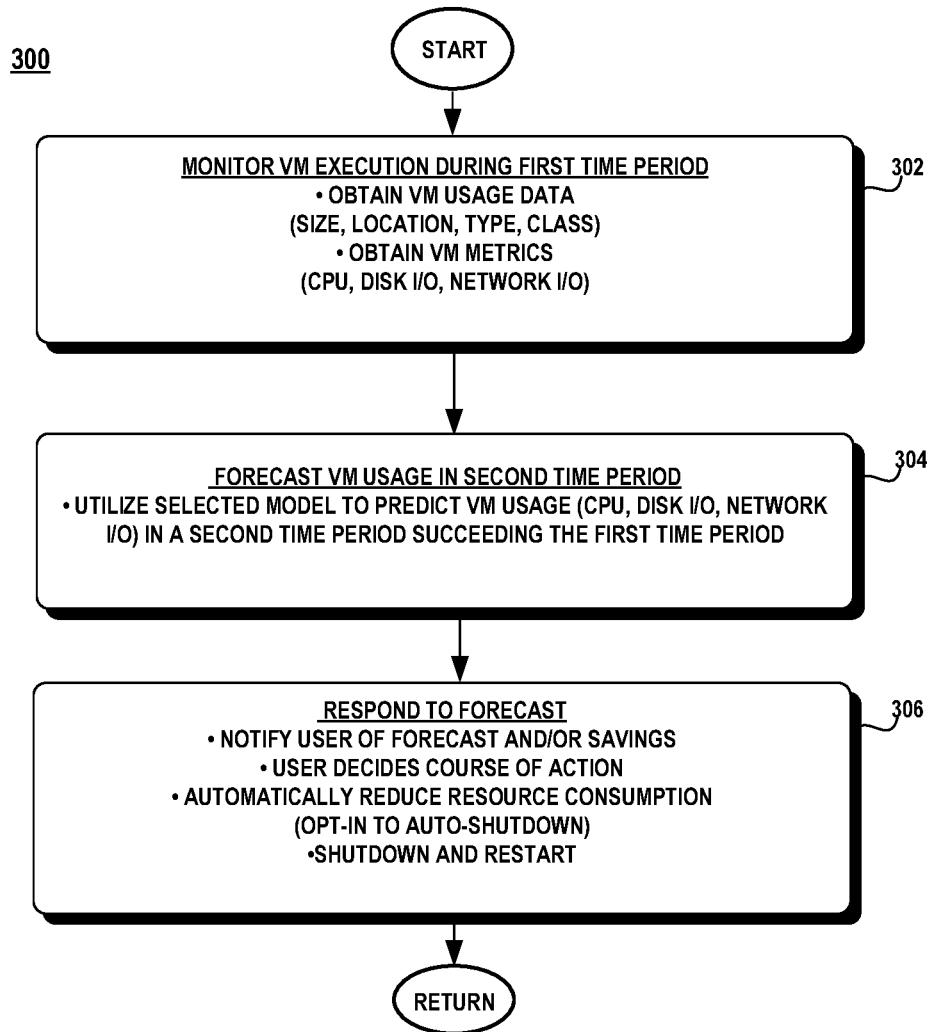 START
300
MONITOR VM EXECUTION DURING FIRST TIME PERIOD
• OBTAIN VM USAGE DATA
(SIZE, LOCATION, TYPE, CLASS)
• OBTAIN VM METRICS
(CPU, DISK I/O, NETWORK I/O)
302
FORECAST VM USAGE IN SECOND TIME PERIOD
• UTILIZE SELECTED MODEL TO PREDICT VM USAGE (CPU, DISK I/O, NETWORK
I/O) IN A SECOND TIME PERIOD SUCCEEDING THE FIRST TIME PERIOD
304
RESPOND TO FORECAST
• NOTIFY USER OF FORECAST AND/OR SAVINGS
• USER DECIDES COURSE OF ACTION
• AUTOMATICALLY REDUCE RESOURCE CONSUMPTION
(OPT-IN TO AUTO-SHUTDOWN)
•SHUTDOWN AND RESTART
306
RETURN